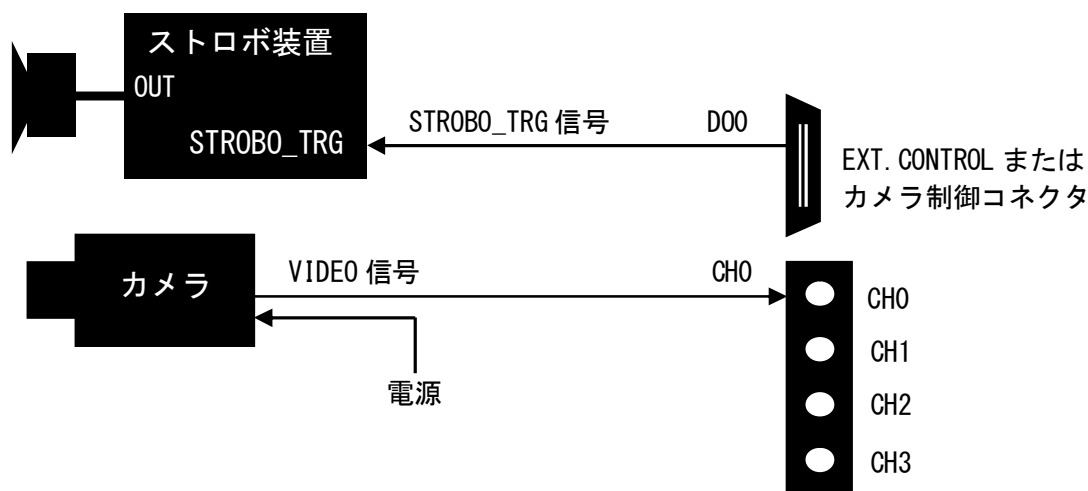 ストロボ装置
OUT
STROBO_TRG
STROBO_TRG 信号
DO0
EXT.CONTROL または
カメラ制御コネクタ
カメラ
VIDEO 信号
CH0
電源
CH0
CH1
CH2
CH3